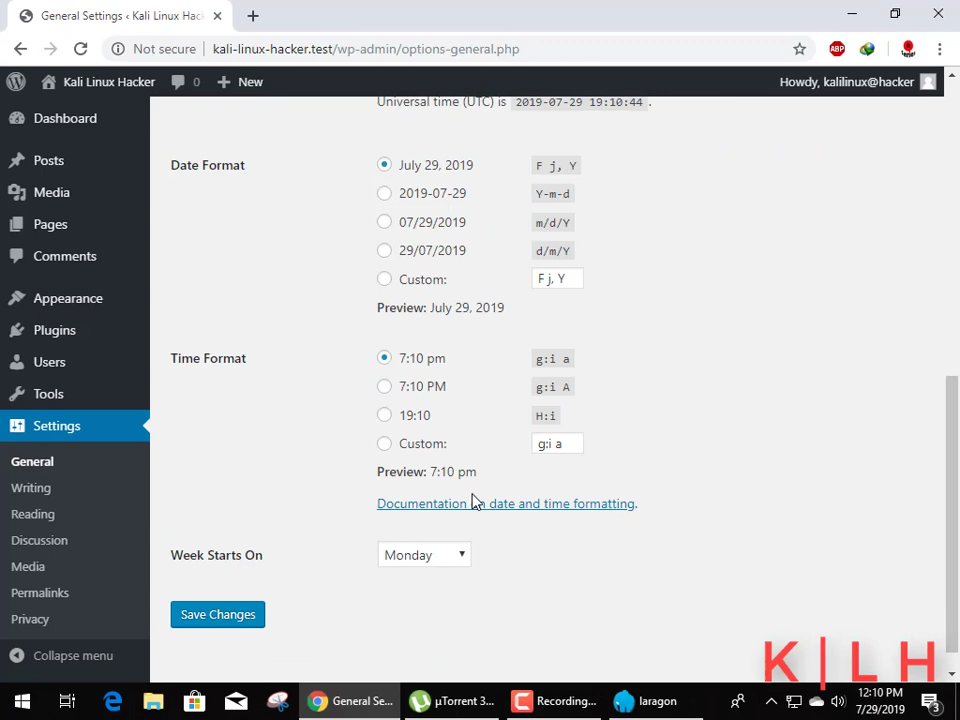 General Settings ‹ Kali Linux Hac
Not secure kali-linux-hacker.test/wp-admin/options-general.php
ABP
Kali Linux Hacker 0 New Howdy, kalilinux@hacker
Universal time (UTC) is 2019-07-29 19:10:44 .
Dashboard
Posts
Media
Pages
Comments
Appearance
Plugins
Users
Tools
Settings
General
Writing
Reading
Discussion
Media
Permalinks
Privacy
Collapse menu
Date Format
July 29, 2019 F j, Y
2019-07-29 Y-m-d
07/29/2019 m/d/Y
29/07/2019 d/m/Y
Custom: F j, Y
Preview: July 29, 2019
Time Format
7:10 pm g:i a
7:10 PM g:i A
19:10 H:i
Custom: g:i a
Preview: 7:10 pm
Documentation on date and time formatting.
Week Starts On Monday
Save Changes
K|LH
General Se... µTorrent 3... Recording... laragon
12:10 PM
7/29/2019
3